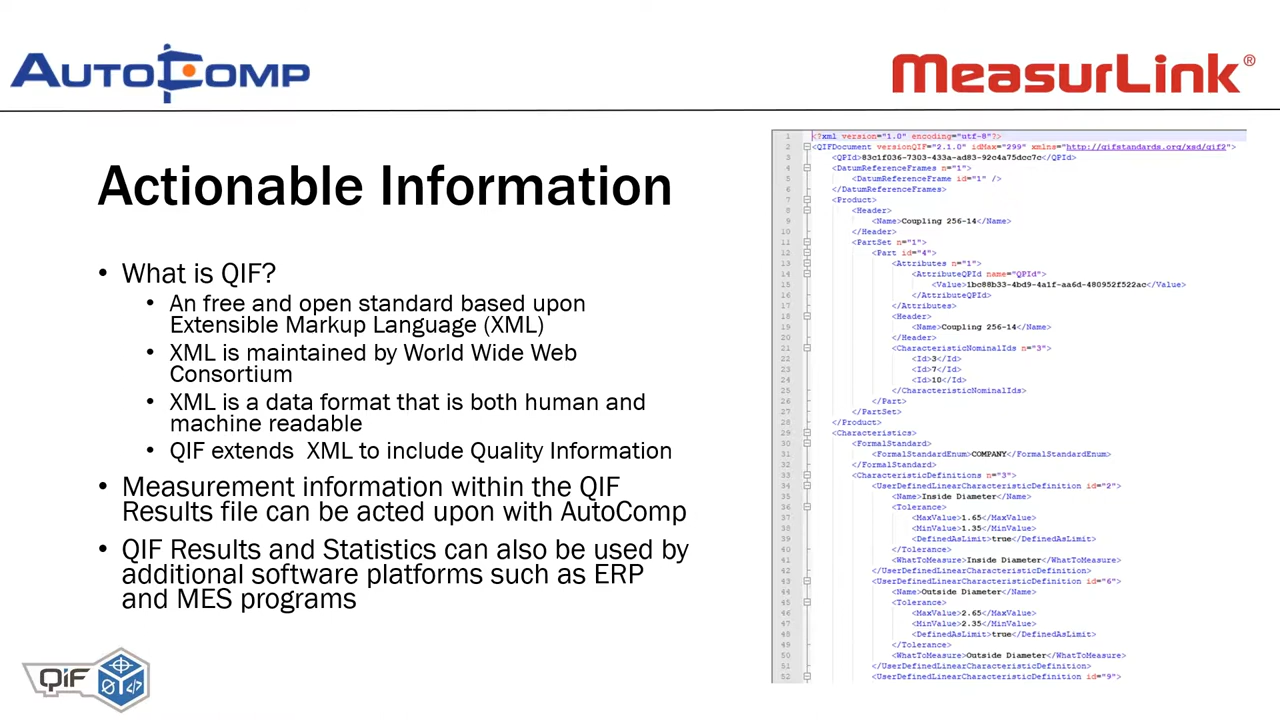 AUTOCOMP
MEASURLINK®
Actionable Information
• What is QIF?
• An free and open standard based upon
Extensible Markup Language (XML)
• XML is maintained by World Wide Web
Consortium
• XML is a data format that is both human and
machine readable
• QIF extends  XML to include Quality Information
• Measurement information within the QIF
Results file can be acted upon with AutoComp
• QIF Results and Statistics can also be used by
additional software platforms such as ERP
and MES programs
QIF
1 <?xml version="1.0" encoding="utf-8"?>
2 <QIFDocument versionQIF="2.1.0" idMax="299" xmlns="http://qifstandards.org/xsd/qif2">
3 <QPId>83c1f036-7303-433a-ad83-92c4a75dcc7c</QPId>
4 <DatumReferenceFrames n="1">
5 <DatumReferenceFrame id="1" />
6 </DatumReferenceFrames>
7 <Product>
8 <Header>
9 <Name>Coupling 256-14</Name>
10 </Header>
11 <PartSet n="1">
12 <Part id="4">
13 <Attributes n="1">
14 <AttributeQPId name="QPId">
15 <Value>1bc88b33-4bd9-4a1f-aa6d-480952f522ac</Value>
16 </AttributeQPId>
17 </Attributes>
18 <Header>
19 <Name>Coupling 256-14</Name>
20 </Header>
21 <CharacteristicNominalIds n="3">
22 <Id>3</Id>
23 <Id>7</Id>
24 <Id>10</Id>
25 </CharacteristicNominalIds>
26 </Part>
27 </PartSet>
28 </Product>
29 <Characteristics>
30 <FormalStandard>
31 <FormalStandardEnum>COMPANY</FormalStandardEnum>
32 </FormalStandard>
33 <CharacteristicDefinitions n="3">
34 <UserDefinedLinearCharacteristicDefinition id="2">
35 <Name>Inside Diameter</Name>
36 <Tolerance>
37 <MaxValue>1.65</MaxValue>
38 <MinValue>1.35</MinValue>
39 <DefinedAsLimit>true</DefinedAsLimit>
40 </Tolerance>
41 <WhatToMeasure>Inside Diameter</WhatToMeasure>
42 </UserDefinedLinearCharacteristicDefinition>
43 <UserDefinedLinearCharacteristicDefinition id="6">
44 <Name>Outside Diameter</Name>
45 <Tolerance>
46 <MaxValue>2.65</MaxValue>
47 <MinValue>2.35</MinValue>
48 <DefinedAsLimit>true</DefinedAsLimit>
49 </Tolerance>
50 <WhatToMeasure>Outside Diameter</WhatToMeasure>
51 </UserDefinedLinearCharacteristicDefinition>
52 <UserDefinedLinearCharacteristicDefinition id="9">